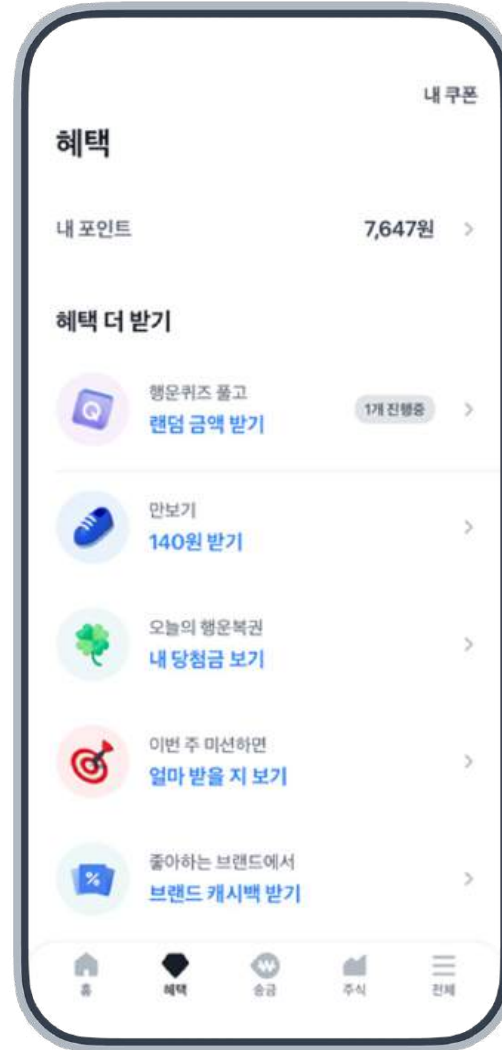 내 쿠폰
혜택
내 포인트 7,647원
혜택 더 받기
행운퀴즈 풀고
랜덤 금액 받기
1개 진행중
만보기
140원 받기
오늘의 행운복권
내 당첨금 보기
이번 주 미션하면
얼마 받을 지 보기
좋아하는 브랜드에서
브랜드 캐시백 받기
홈 혜택 송금 주식 전체